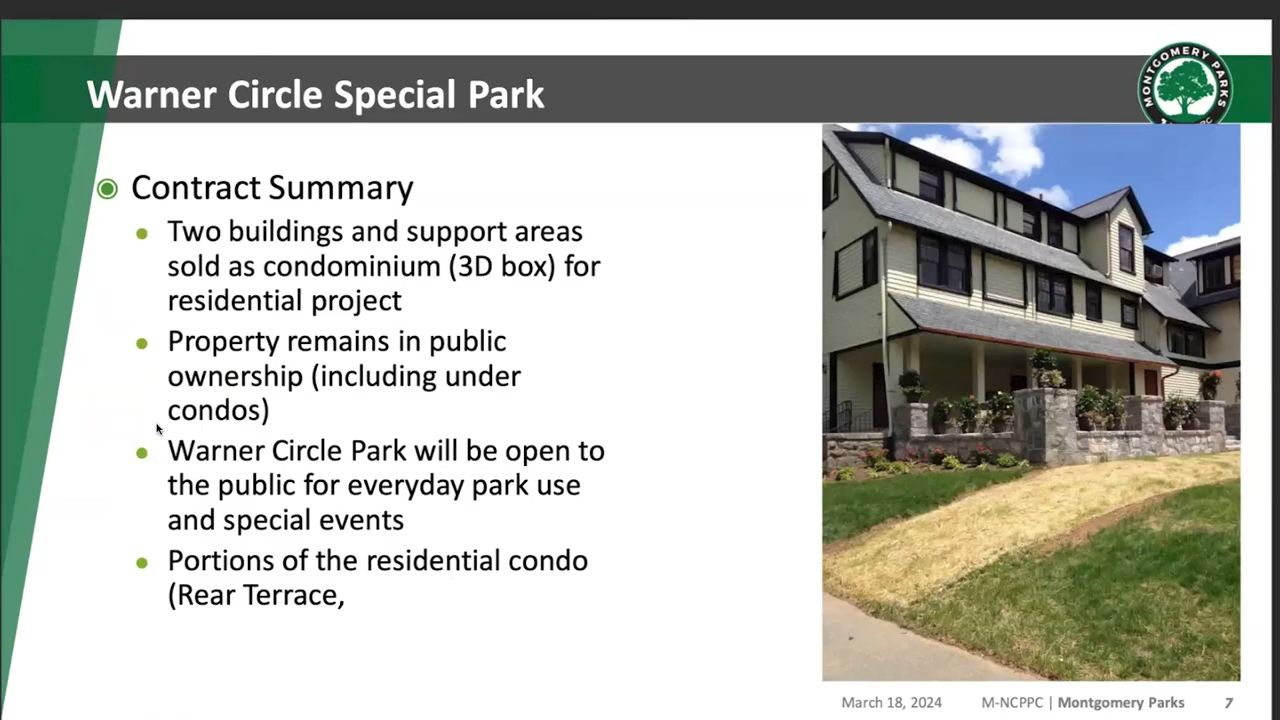 Warner Circle Special Park
MONTGOMERY PARKS
Contract Summary
Two buildings and support areas
sold as condominium (3D box) for
residential project
Property remains in public
ownership (including under
condos)
Warner Circle Park will be open to
the public for everyday park use
and special events
Portions of the residential condo
(Rear Terrace,
March 18, 2024
M-NCPPC | Montgomery Parks
7